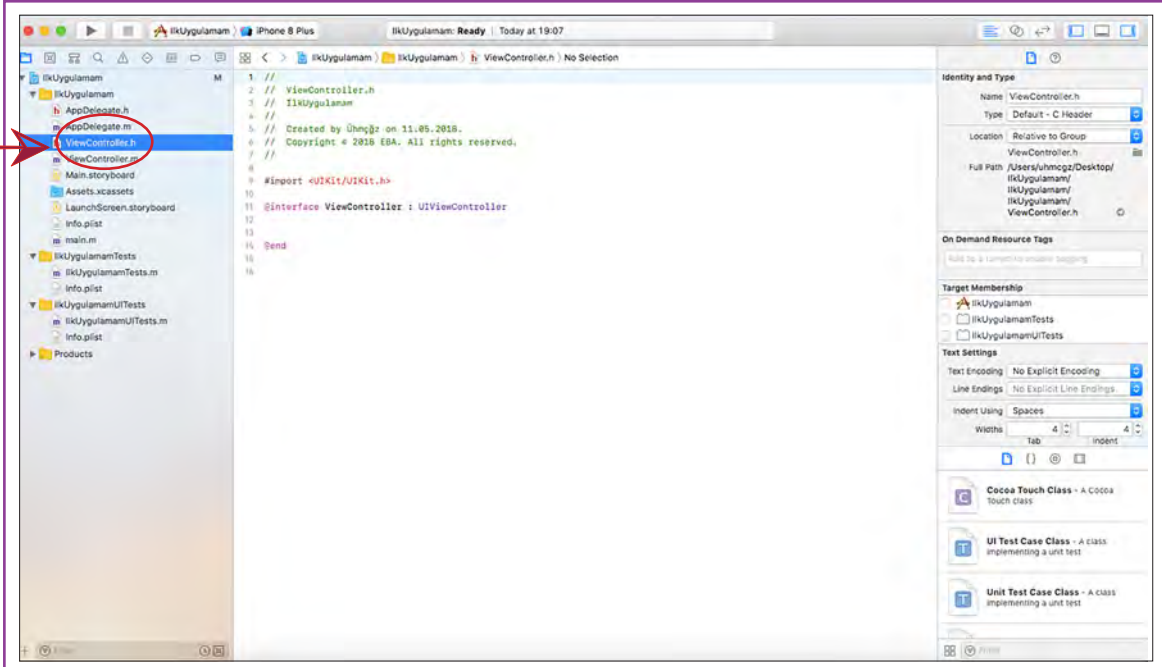 IlkUygulamam
iPhone 8 Plus
IlkUygulamam: Ready | Today at 19:07
IlkUygulamam
M
IlkUygulamam
AppDelegate.h
AppDelegate.m
ViewController.h
ViewController.m
Main.storyboard
Assets.xcassets
LaunchScreen.storyboard
Info.plist
main.m
IlkUygulamamTests
IlkUygulamamTests.m
Info.plist
IlkUygulamamUITests
IlkUygulamamUITests.m
Info.plist
Products
Filter
IlkUygulamam
IlkUygulamam
ViewController.h
No Selection
1 //
2 // ViewController.h
3 // IlkUygulamam
4 //
5 // Created by Ühmçğz on 11.05.2018.
6 // Copyright © 2018 EBA. All rights reserved.
7 //
8
9 #import <UIKit/UIKit.h>
10
11 @interface ViewController : UIViewController
12
13
14 @end
15
16
Identity and Type
Name ViewController.h
Type Default - C Header
Location Relative to Group
ViewController.h
Full Path /Users/uhmcgz/Desktop/
IlkUygulamam/
IlkUygulamam/
IlkUygulamam/
ViewController.h
On Demand Resource Tags
Target Membership
IlkUygulamam
IlkUygulamamTests
IlkUygulamamUITests
Text Settings
Text Encoding No Explicit Encoding
Line Endings No Explicit Line Endings
Indent Using Spaces
Widths 4 4
Tab Indent
Cocoa Touch Class - A Cocoa
Touch class
UI Test Case Class - A class
implementing a unit test
Unit Test Case Class - A class
implementing a unit test
Filter